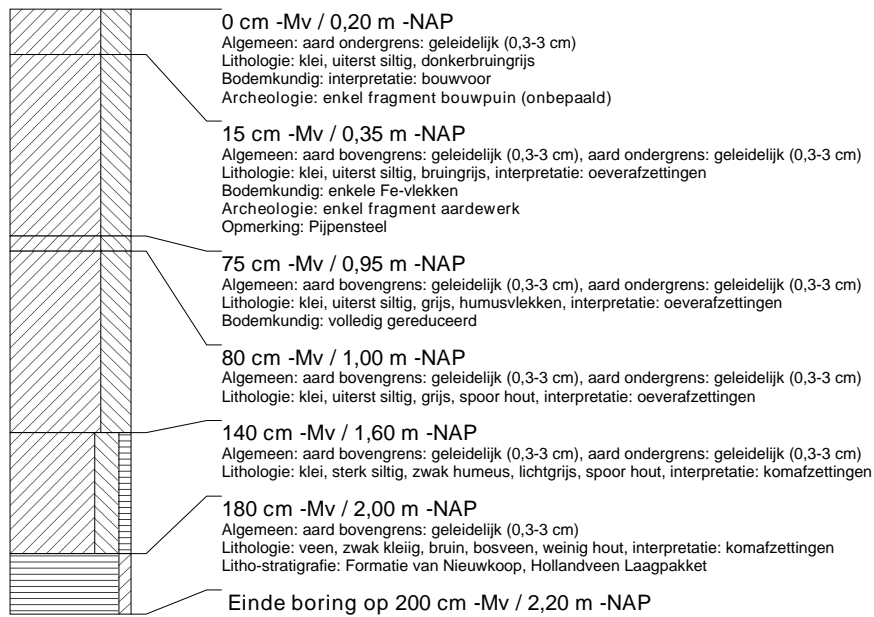 0 cm -Mv / 0,20 m -NAP
Algemeen: aard ondergrens: geleidelijk (0,3-3 cm)
Lithologie: klei, uiterst siltig, donkerbruingrijs
Bodemkundig: interpretatie: bouwvoor
Archeologie: enkel fragment bouwpuin (onbepaald)
15 cm -Mv / 0,35 m -NAP
Algemeen: aard bovengrens: geleidelijk (0,3-3 cm), aard ondergrens: geleidelijk (0,3-3 cm)
Lithologie: klei, uiterst siltig, bruingrijs, interpretatie: oeverafzettingen
Bodemkundig: enkele Fe-vlekken
Archeologie: enkel fragment aardewerk
Opmerking: Pijpensteel
75 cm -Mv / 0,95 m -NAP
Algemeen: aard bovengrens: geleidelijk (0,3-3 cm), aard ondergrens: geleidelijk (0,3-3 cm)
Lithologie: klei, uiterst siltig, grijs, humusvlekken, interpretatie: oeverafzettingen
Bodemkundig: volledig gereduceerd
80 cm -Mv / 1,00 m -NAP
Algemeen: aard bovengrens: geleidelijk (0,3-3 cm), aard ondergrens: geleidelijk (0,3-3 cm)
Lithologie: klei, uiterst siltig, grijs, spoor hout, interpretatie: oeverafzettingen
140 cm -Mv / 1,60 m -NAP
Algemeen: aard bovengrens: geleidelijk (0,3-3 cm), aard ondergrens: geleidelijk (0,3-3 cm)
Lithologie: klei, sterk siltig, zwak humeus, lichtgrijs, spoor hout, interpretatie: komafzettingen
180 cm -Mv / 2,00 m -NAP
Algemeen: aard bovengrens: geleidelijk (0,3-3 cm)
Lithologie: veen, zwak kleiig, bruin, bosveen, weinig hout, interpretatie: komafzettingen
Litho-stratigrafie: Formatie van Nieuwkoop, Hollandveen Laagpakket
Einde boring op 200 cm -Mv / 2,20 m -NAP